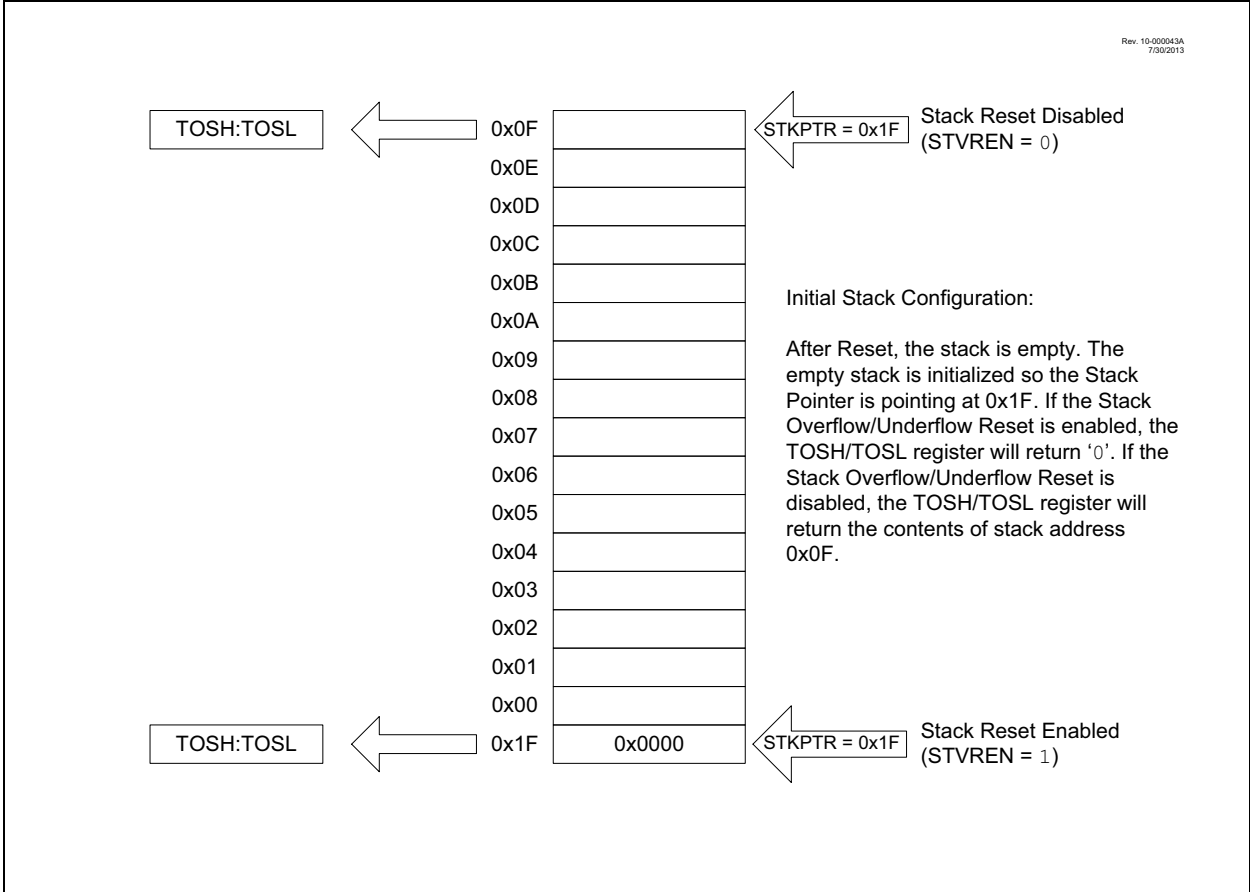 Rev. 10-000043A
7/30/2013
TOSH:TOSL
0x0F
STKPTR = 0x1F
Stack Reset Disabled
(STVREN = 0)
0x0E
0x0D
0x0C
0x0B
0x0A
0x09
0x08
0x07
0x06
0x05
0x04
0x03
0x02
0x01
0x00
Initial Stack Configuration:
After Reset, the stack is empty. The
empty stack is initialized so the Stack
Pointer is pointing at 0x1F. If the Stack
Overflow/Underflow Reset is enabled, the
TOSH/TOSL register will return ‘0’. If the
Stack Overflow/Underflow Reset is
disabled, the TOSH/TOSL register will
return the contents of stack address
0x0F.
TOSH:TOSL
0x1F
0x0000
STKPTR = 0x1F
Stack Reset Enabled
(STVREN = 1)